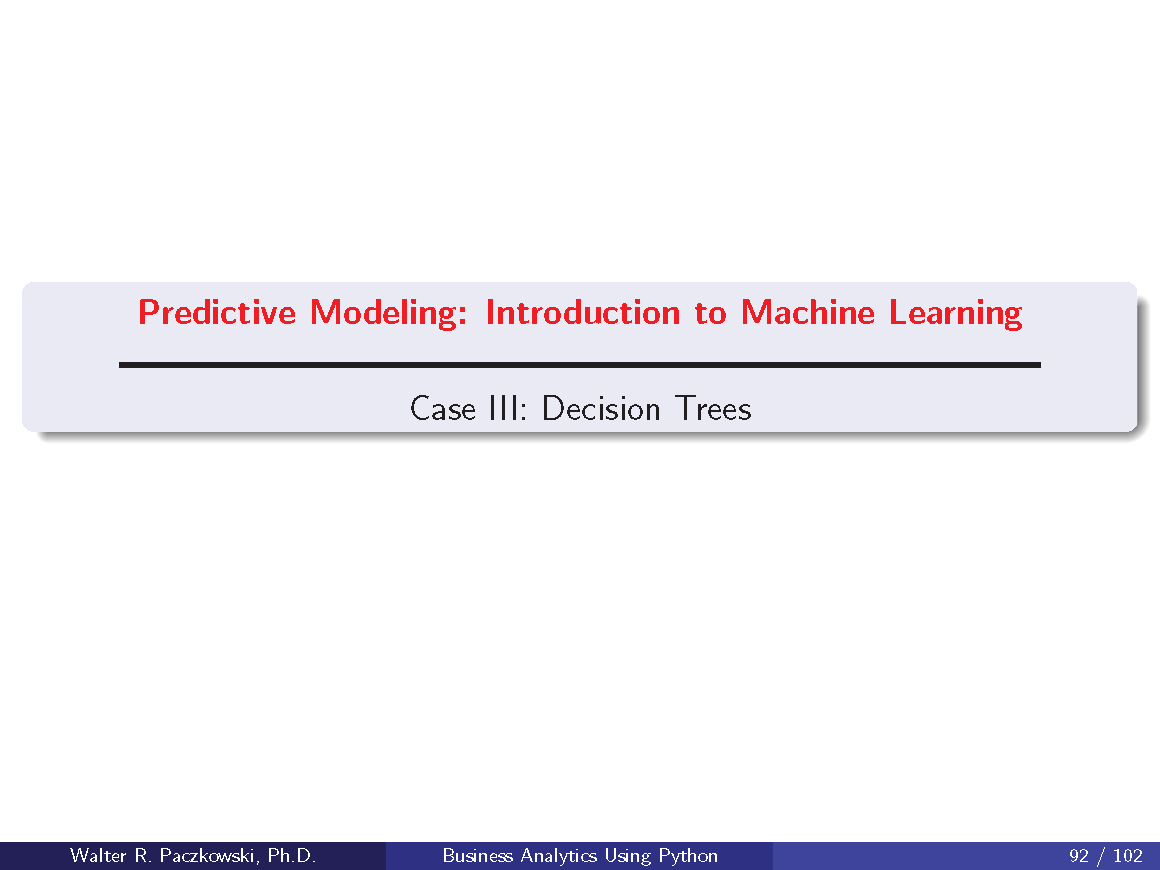 Predictive Modeling: Introduction to Machine Learning
Case III: Decision Trees
Walter R. Paczkowski, Ph.D.
Business Analytics Using Python
92 / 102